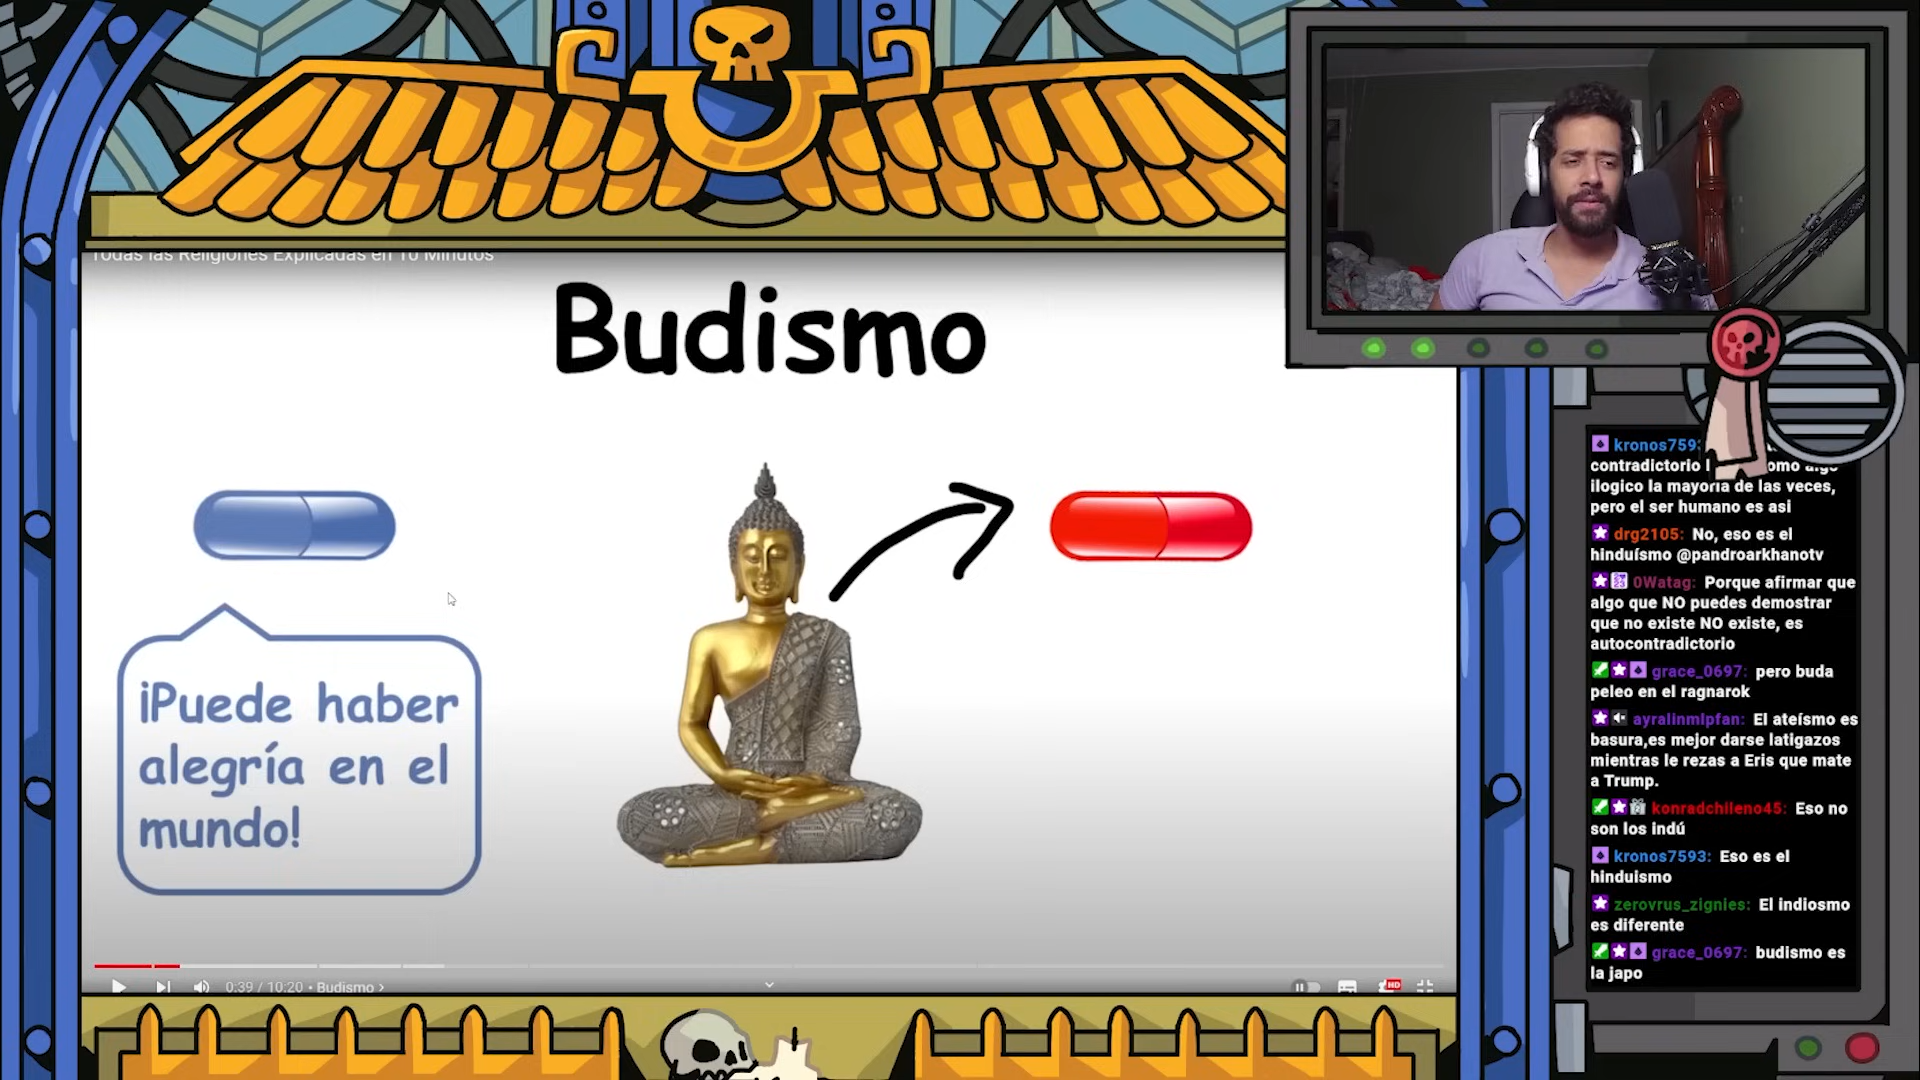 Todas las Religiones Explicadas en 10 Minutos
Budismo
¡Puede haber
alegría en el
mundo!
0:39 / 10:20 • Budismo ›
HD
kronos7593
contradictorio
ilogico la mayoría de las veces,
pero el ser humano es asi
drg2105: No, eso es el
hinduísmo @pandroarkhanotv
0Watag: Porque afirmar que
algo que NO puedes demostrar
que no existe NO existe, es
autocontradictorio
grace_0697: pero buda
peleo en el ragnarok
ayralinmlpfan: El ateísmo es
basura,es mejor darse latigazos
mientras le rezas a Eris que mate
a Trump.
konradchileno45: Eso no
son los indú
kronos7593: Eso es el
hinduismo
zerovrus_zignies: El indiosmo
es diferente
grace_0697: budismo es
la japo